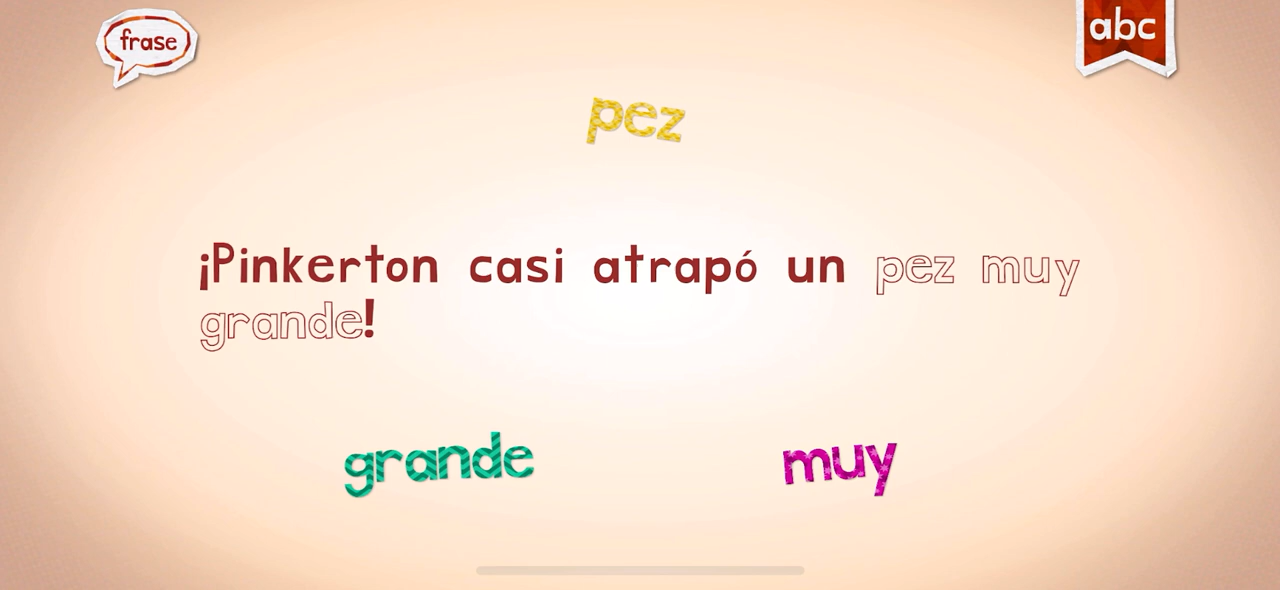 frase
abc
pez
¡Pinkerton casi atrapó un pez muy
grande!
grande
muy